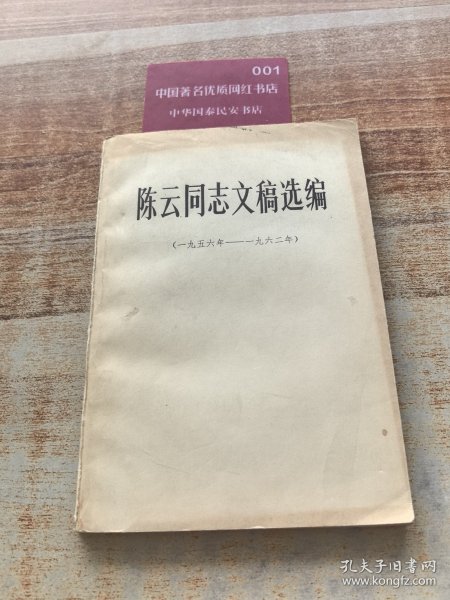 001
中国著名优质网红书店
中华国泰民安书店
陈云同志文稿选编
(一九五六年——一九六二年)
孔夫子旧书网
www.kongfz.com